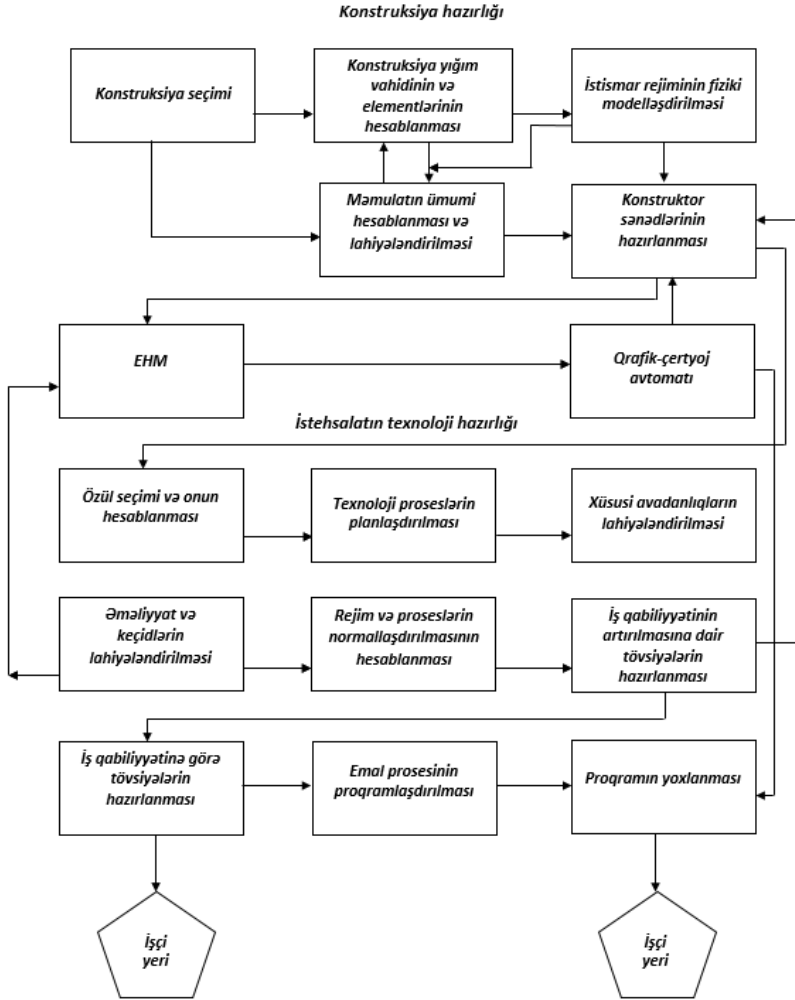 Konstruksiya hazırlığı
Konstruksiya seçimi
Konstruksiya yığım
vahidinin və
elementlərinin
hesablanması
İstismar rejiminin fiziki
modelləşdirilməsi
Məmulatın ümumi
hesablanması və
lahiyələndirilməsi
Konstruktor
sənədlərinin
hazırlanması
EHM
Qrafik-çertyoj
avtomatı
İstehsalatın texnoloji hazırlığı
Özül seçimi və onun
hesablanması
Texnoloji proseslərin
planlaşdırılması
Xüsusi avadanlıqların
lahiyələndirilməsi
Əməliyyat və
keçidlərin
lahiyələndirilməsi
Rejim və proseslərin
normallaşdırılmasının
hesablanması
İş qabiliyyətinin
artırılmasına dair
tövsiyələrin
hazırlanması
İş qabiliyyətinə görə
tövsiyələrin
hazırlanması
Emal prosesinin
proqramlaşdırılması
Proqramın yoxlanması
İşçi
yeri
İşçi
yeri